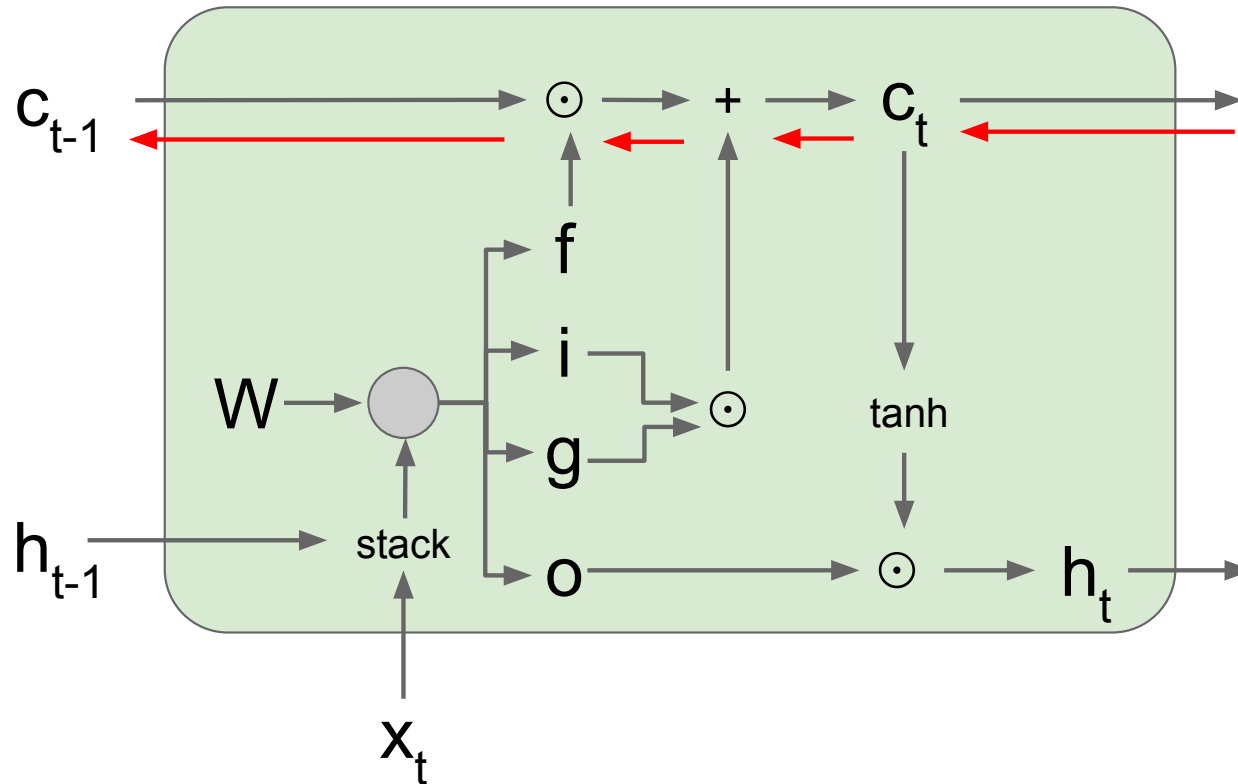 c_{t-1} ⊙ + c_t
f
i
W ⊙ tanh
g
h_{t-1} stack o ⊙ h_t
x_t